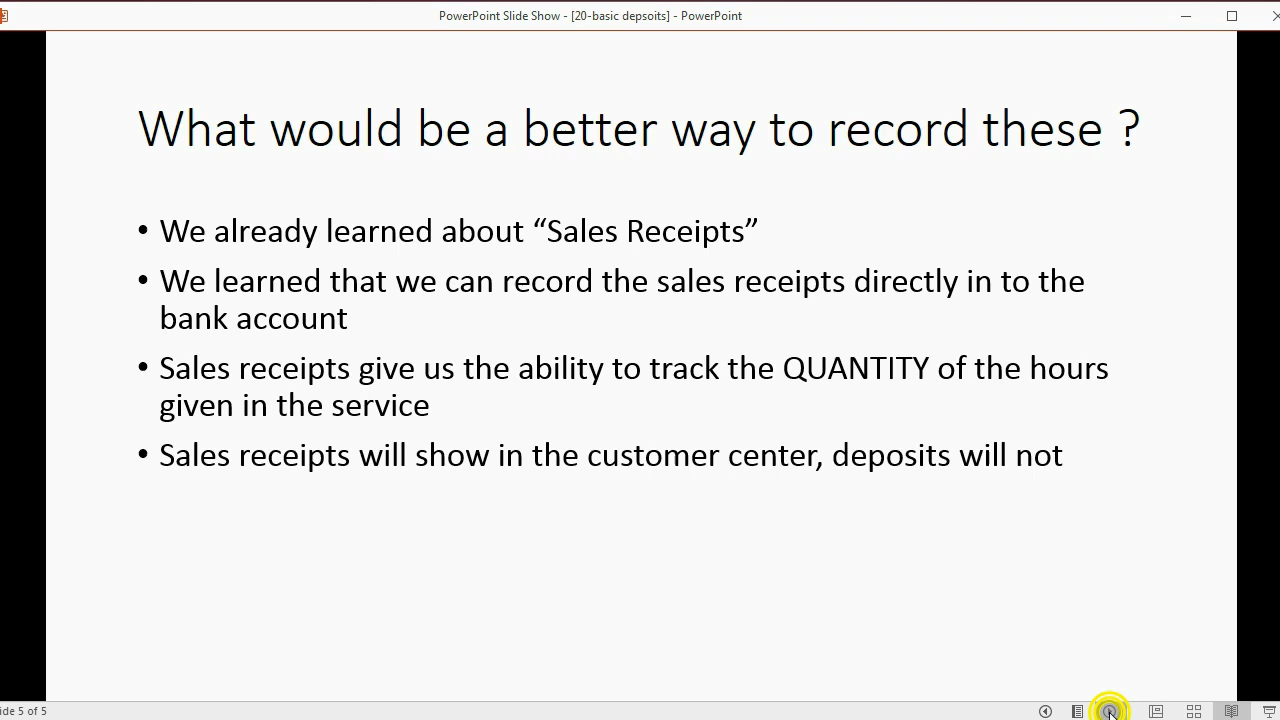 PowerPoint Slide Show - [20-basic depsoits] - PowerPoint
What would be a better way to record these ?
• We already learned about “Sales Receipts”
• We learned that we can record the sales receipts directly in to the
bank account
• Sales receipts give us the ability to track the QUANTITY of the hours
given in the service
• Sales receipts will show in the customer center, deposits will not
ide 5 of 5